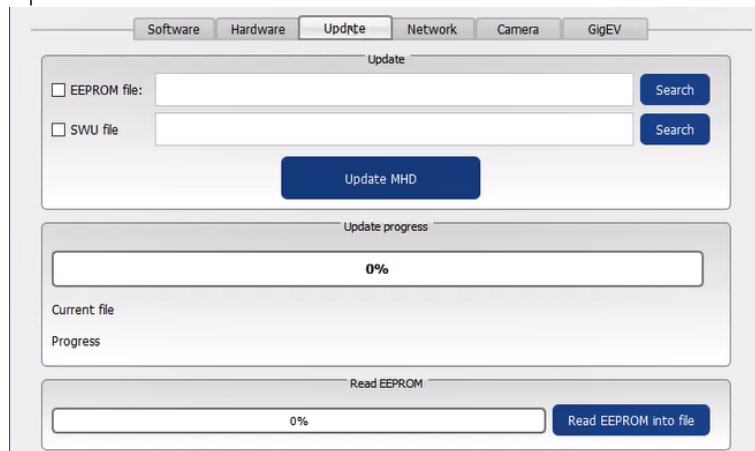 Software Hardware Update Network Camera GigEV
Update
EEPROM file: Search
SWU file Search
Update MHD
Update progress
0%
Current file
Progress
Read EEPROM
0% Read EEPROM into file